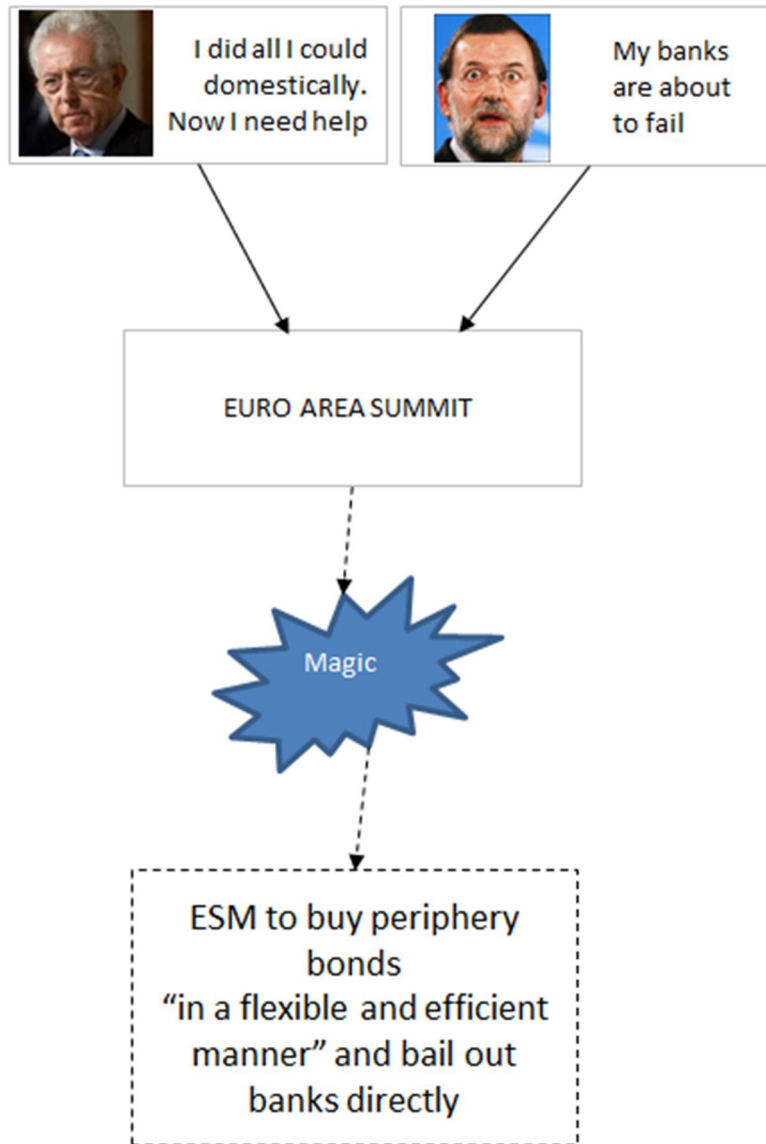 I did all I could
domestically.
Now I need help
My banks
are about
to fail
EURO AREA SUMMIT
Magic
ESM to buy periphery
bonds
“in a flexible and efficient
manner” and bail out
banks directly